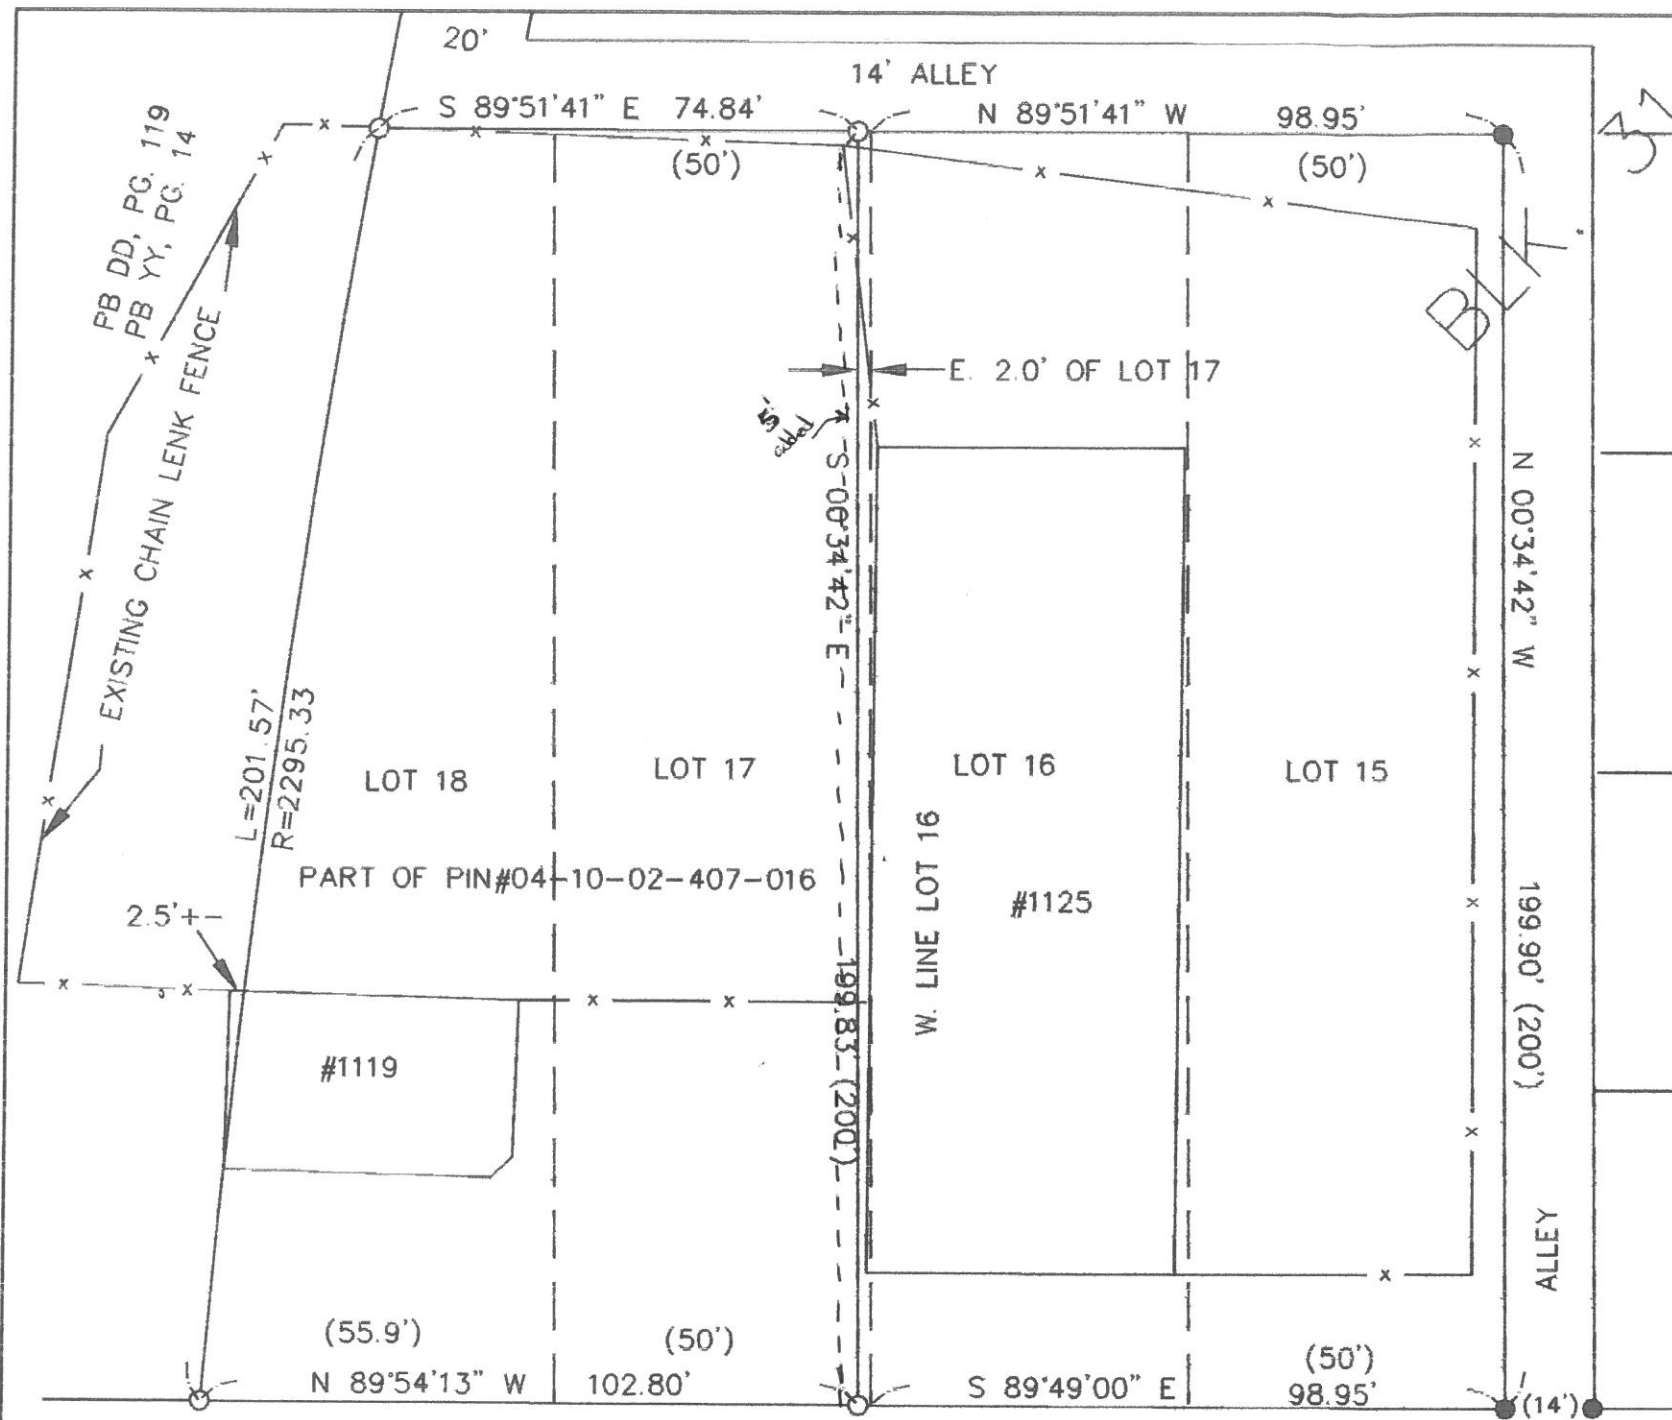 20'
14' ALLEY
S 89°51'41" E 74.84'
N 89°51'41" W 98.95'
(50')
(50')
37
BLK
PB DD, PG. 119
PB YY, PG. 14
EXISTING CHAIN LENK FENCE
E. 2.0' OF LOT 17
added
S 00°34'42" E
N 00°34'42" W
L=201.57'
R=2295.33
LOT 18
LOT 17
LOT 16
LOT 15
W. LINE LOT 16
PART OF PIN#04-10-02-407-016
#1125
2.5'+-
199.83' (200')
199.90' (200')
#1119
ALLEY
(55.9')
(50')
(50')
N 89°54'13" W 102.80'
S 89°49'00" E 98.95'
(14')